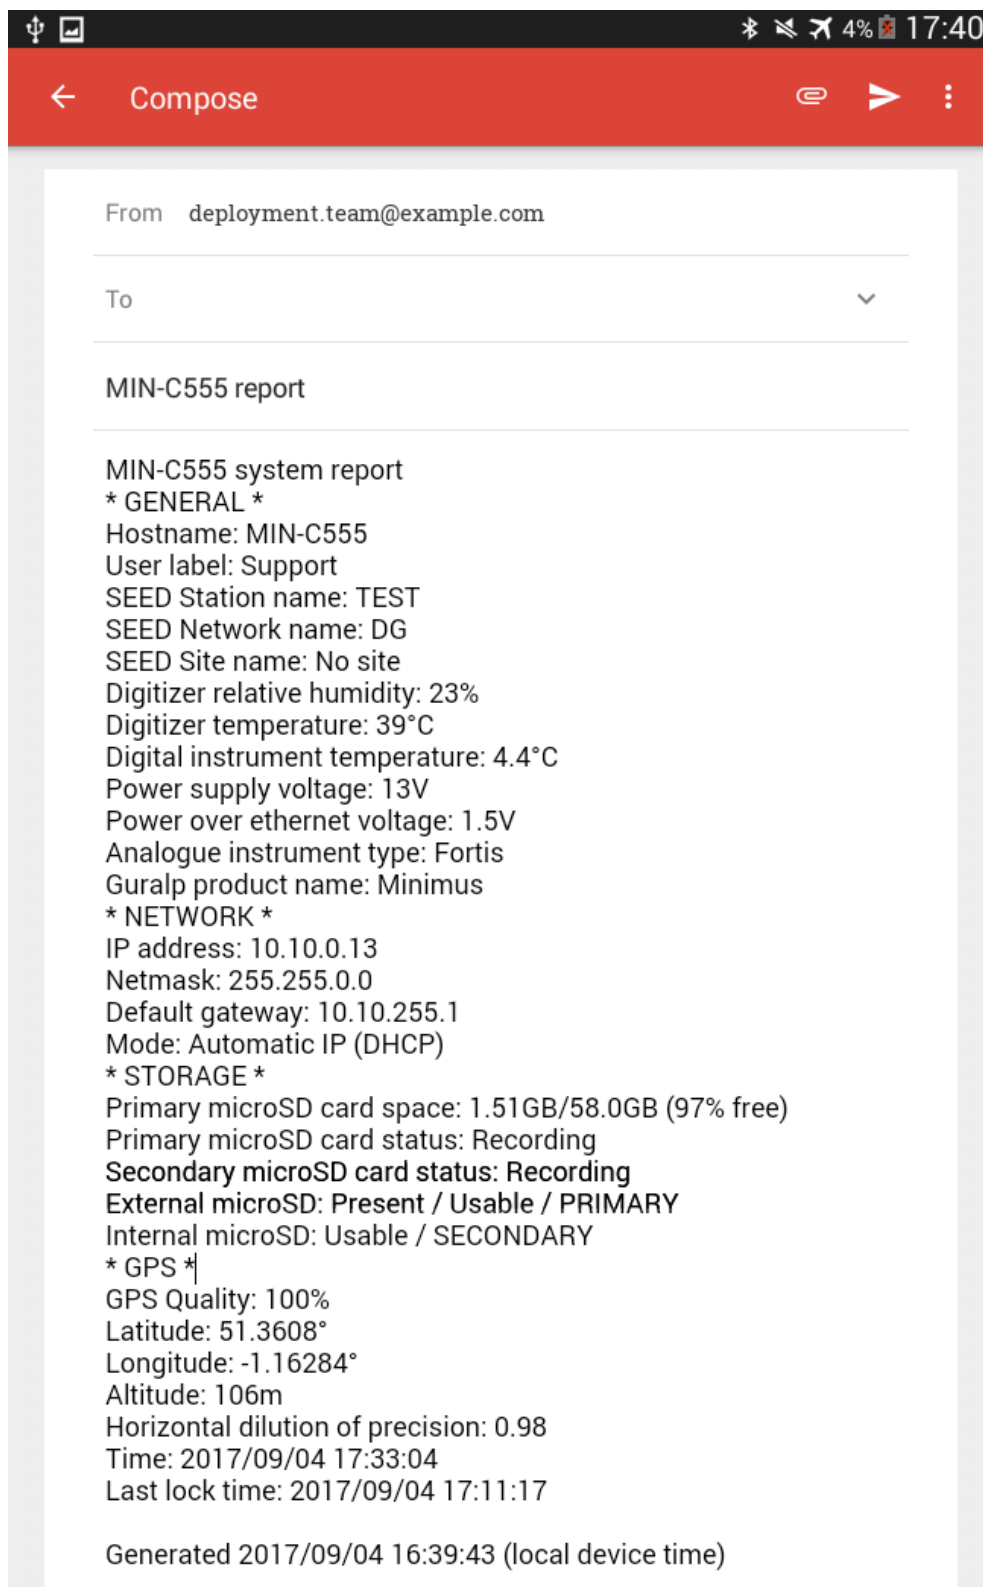 4% 17:40
Compose
From deployment.team@example.com
To
MIN-C555 report
MIN-C555 system report
* GENERAL *
Hostname: MIN-C555
User label: Support
SEED Station name: TEST
SEED Network name: DG
SEED Site name: No site
Digitizer relative humidity: 23%
Digitizer temperature: 39°C
Digital instrument temperature: 4.4°C
Power supply voltage: 13V
Power over ethernet voltage: 1.5V
Analogue instrument type: Fortis
Guralp product name: Minimus
* NETWORK *
IP address: 10.10.0.13
Netmask: 255.255.0.0
Default gateway: 10.10.255.1
Mode: Automatic IP (DHCP)
* STORAGE *
Primary microSD card space: 1.51GB/58.0GB (97% free)
Primary microSD card status: Recording
Secondary microSD card status: Recording
External microSD: Present / Usable / PRIMARY
Internal microSD: Usable / SECONDARY
* GPS *
GPS Quality: 100%
Latitude: 51.3608°
Longitude: -1.16284°
Altitude: 106m
Horizontal dilution of precision: 0.98
Time: 2017/09/04 17:33:04
Last lock time: 2017/09/04 17:11:17
Generated 2017/09/04 16:39:43 (local device time)